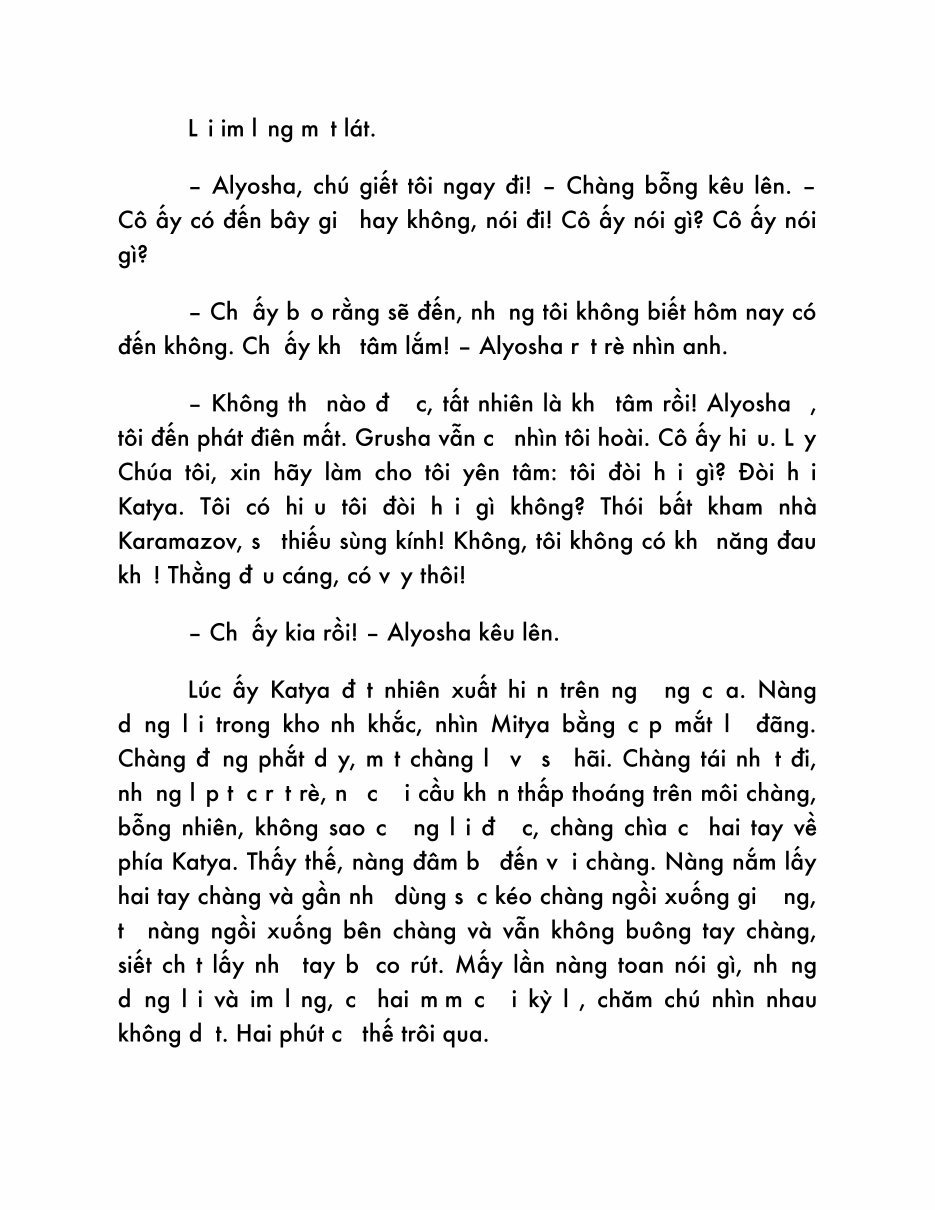 L i im l ng m t lát.
– Alyosha, chú giết tôi ngay đi! – Chàng bỗng kêu lên. –
Cô ấy có đến bây gi hay không, nói đi! Cô ấy nói gì? Cô ấy nói
gì?
– Ch ấy b o rằng sẽ đến, nh ng tôi không biết hôm nay có
đến không. Ch ấy kh tâm lắm! – Alyosha r t rè nhìn anh.
– Không th nào đ c, tất nhiên là kh tâm rồi! Alyosha ,
tôi đến phát điên mất. Grusha vẫn c nhìn tôi hoài. Cô ấy hi u. L y
Chúa tôi, xin hãy làm cho tôi yên tâm: tôi đòi h i gì? Đòi h i
Katya. Tôi có hi u tôi đòi h i gì không? Thói bất kham nhà
Karamazov, s thiếu sùng kính! Không, tôi không có kh năng đau
kh ! Thằng đ u cáng, có v y thôi!
– Ch ấy kia rồi! – Alyosha kêu lên.
Lúc ấy Katya đ t nhiên xuất hi n trên ng ng c a. Nàng
d ng l i trong kho nh khắc, nhìn Mitya bằng c p mắt l đãng.
Chàng đ ng phắt d y, m t chàng l v s hãi. Chàng tái nh t đi,
nh ng l p t c r t rè, n c i cầu kh n thấp thoáng trên môi chàng,
bỗng nhiên, không sao c ng l i đ c, chàng chìa c hai tay về
phía Katya. Thấy thế, nàng đâm b đến v i chàng. Nàng nắm lấy
hai tay chàng và gần nh dùng s c kéo chàng ngồi xuống gi ng,
t nàng ngồi xuống bên chàng và vẫn không buông tay chàng,
siết ch t lấy nh tay b co rút. Mấy lần nàng toan nói gì, nh ng
d ng l i và im l ng, c hai m m c i kỳ l , chăm chú nhìn nhau
không d t. Hai phút c thế trôi qua.